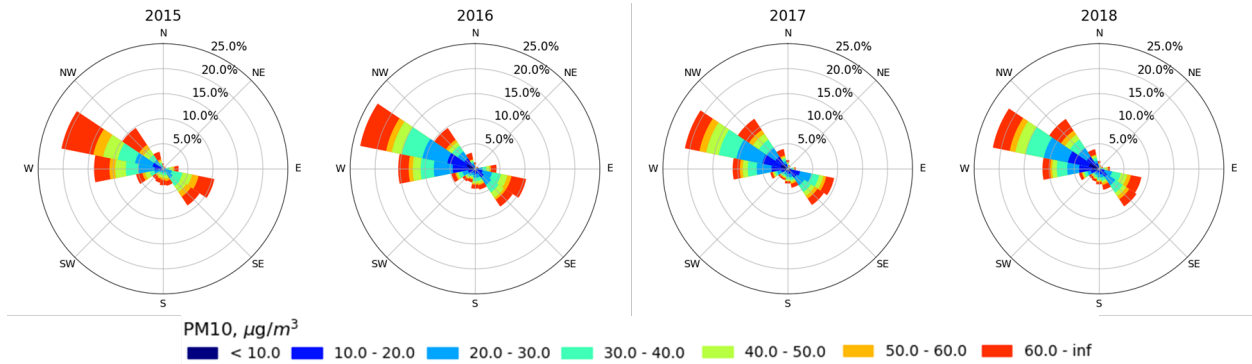 2015
N
25.0%
20.0%
15.0%
10.0%
5.0%
NW
NE
W
E
SW
SE
S
2016
N
25.0%
20.0%
15.0%
10.0%
5.0%
NW
NE
W
E
SW
SE
S
2017
N
25.0%
20.0%
15.0%
10.0%
5.0%
NW
NE
W
E
SW
SE
S
2018
N
25.0%
20.0%
15.0%
10.0%
5.0%
NW
NE
W
E
SW
SE
S
PM10, μg/m³
< 10.0 10.0 - 20.0 20.0 - 30.0 30.0 - 40.0 40.0 - 50.0 50.0 - 60.0 60.0 - inf